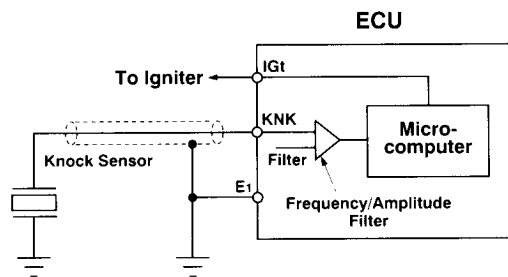 ECU
IGt
To Igniter
KNK
Micro-
computer
Knock Sensor
Filter
E1
Frequency/Amplitude
Filter